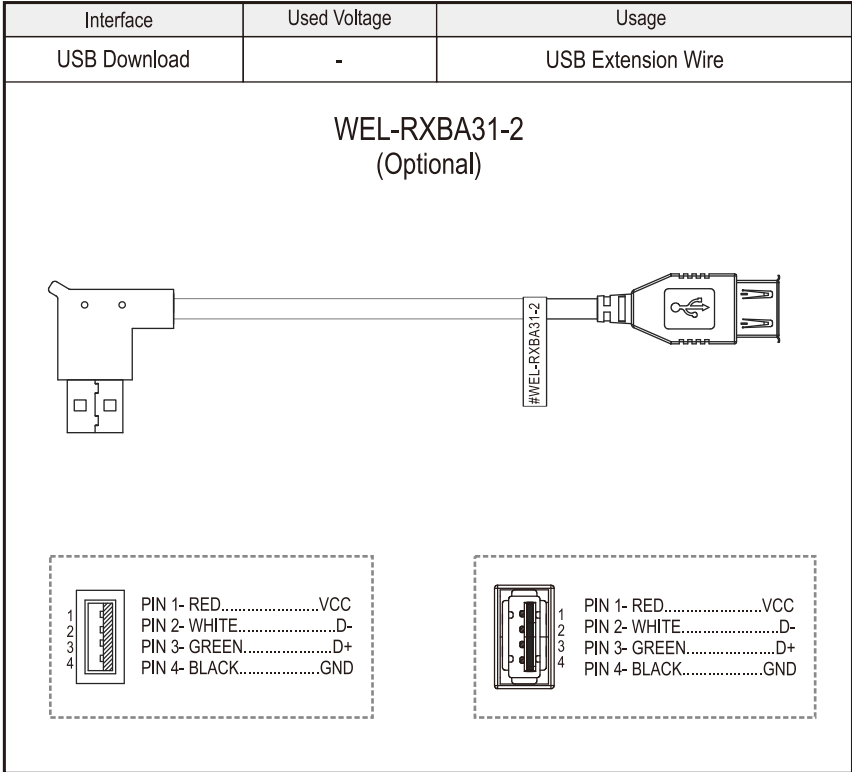 Interface Used Voltage Usage
USB Download - USB Extension Wire
WEL-RXBA31-2
(Optional)
#WEL-RXBA31-2
1
2
3
4
PIN 1- RED...................VCC
PIN 2- WHITE...................D-
PIN 3- GREEN.................D+
PIN 4- BLACK................GND
1
2
3
4
PIN 1- RED...................VCC
PIN 2- WHITE...................D-
PIN 3- GREEN.................D+
PIN 4- BLACK................GND